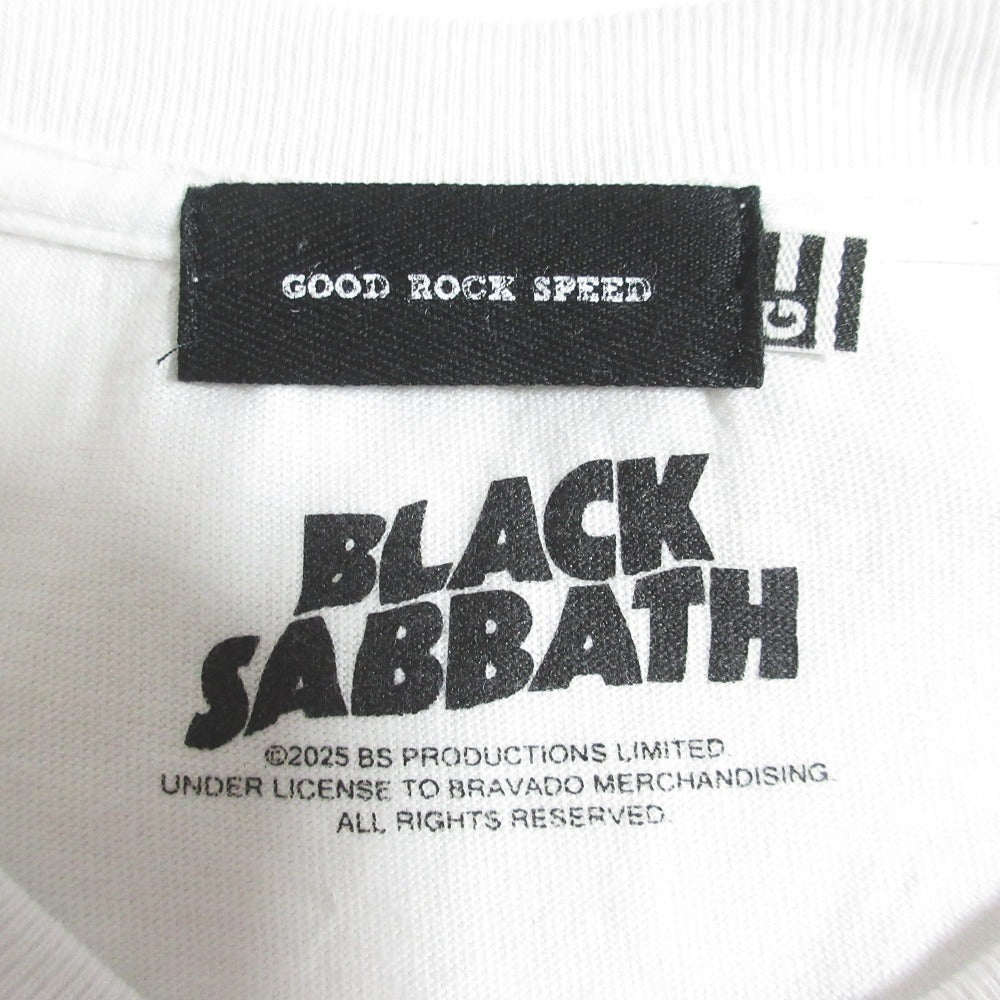 GOOD ROCK SPEED
G
BLACK
SABBATH
©2025 BS PRODUCTIONS LIMITED.
UNDER LICENSE TO BRAVADO MERCHANDISING.
ALL RIGHTS RESERVED.